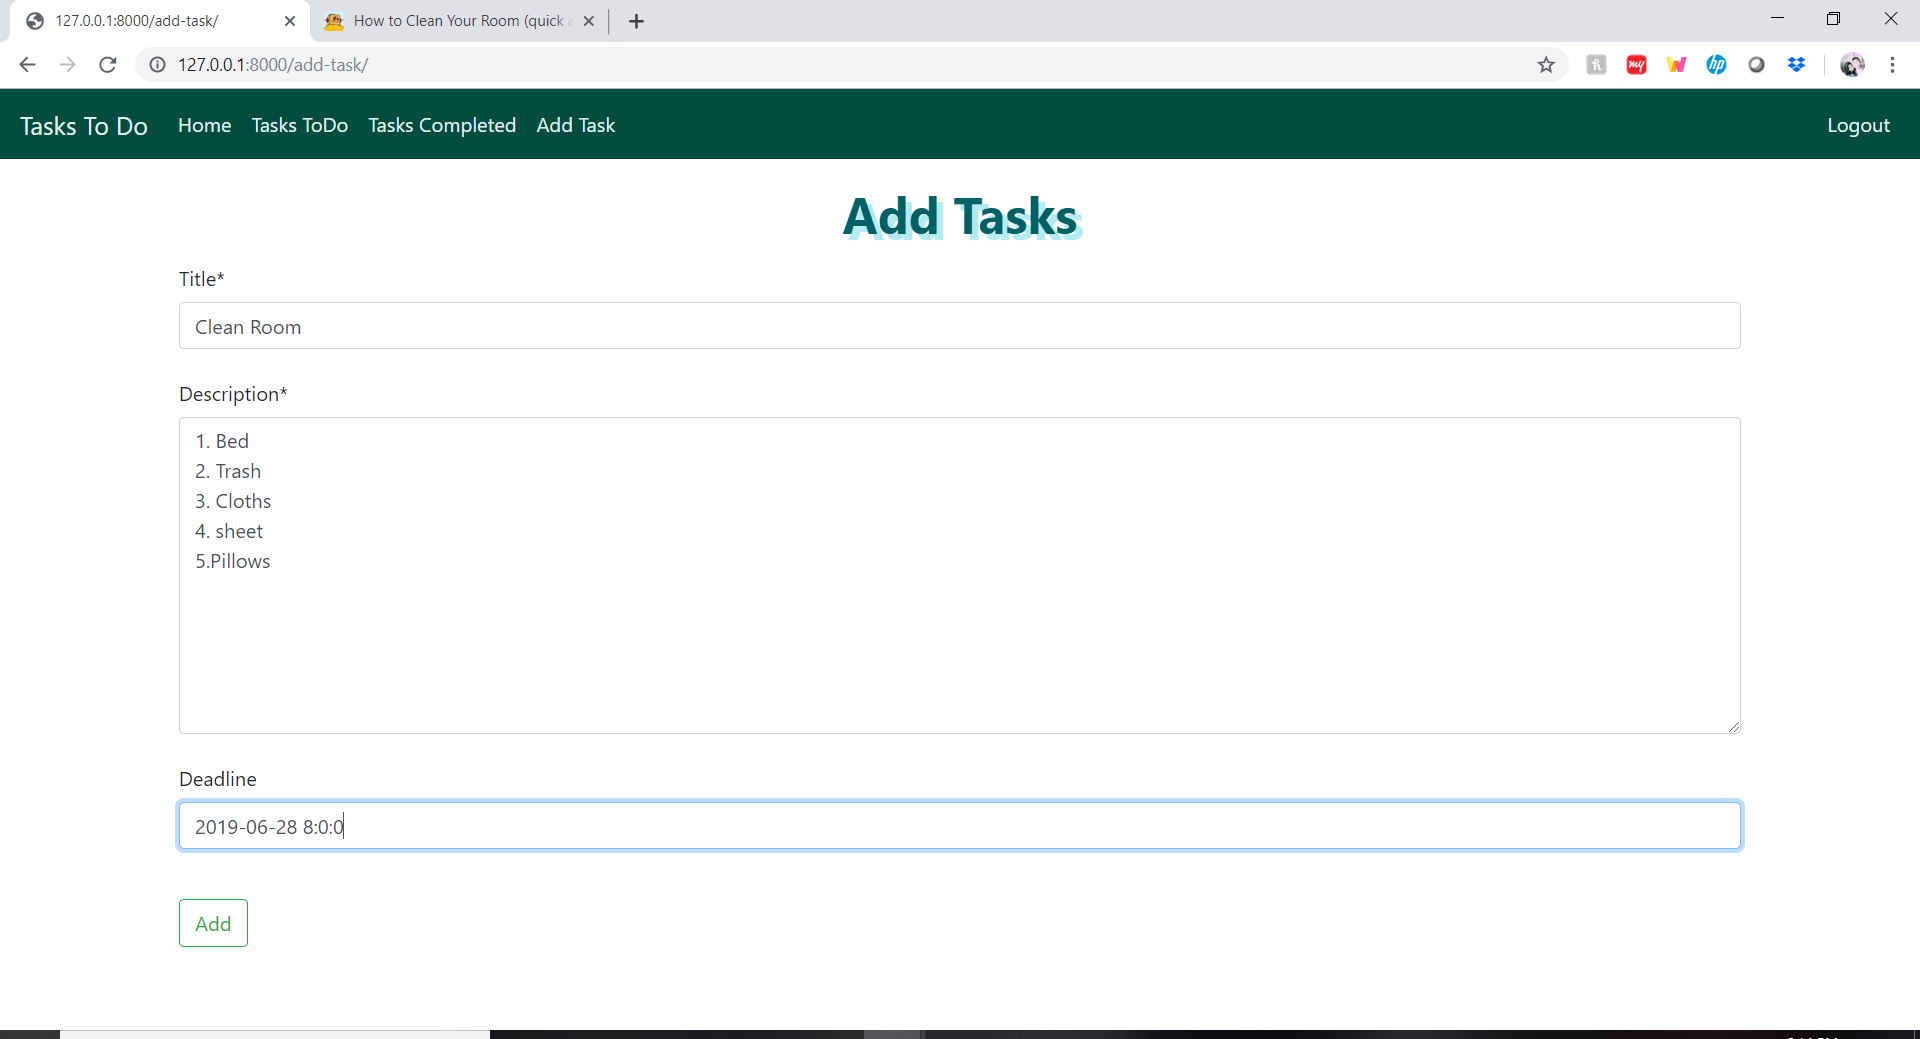 127.0.0.1:8000/add-task/
How to Clean Your Room (quick
127.0.0.1:8000/add-task/
Tasks To Do Home Tasks ToDo Tasks Completed Add Task Logout
Add Tasks
Title*
Clean Room
Description*
1. Bed
2. Trash
3. Cloths
4. sheet
5.Pillows
Deadline
2019-06-28 8:0:0
Add